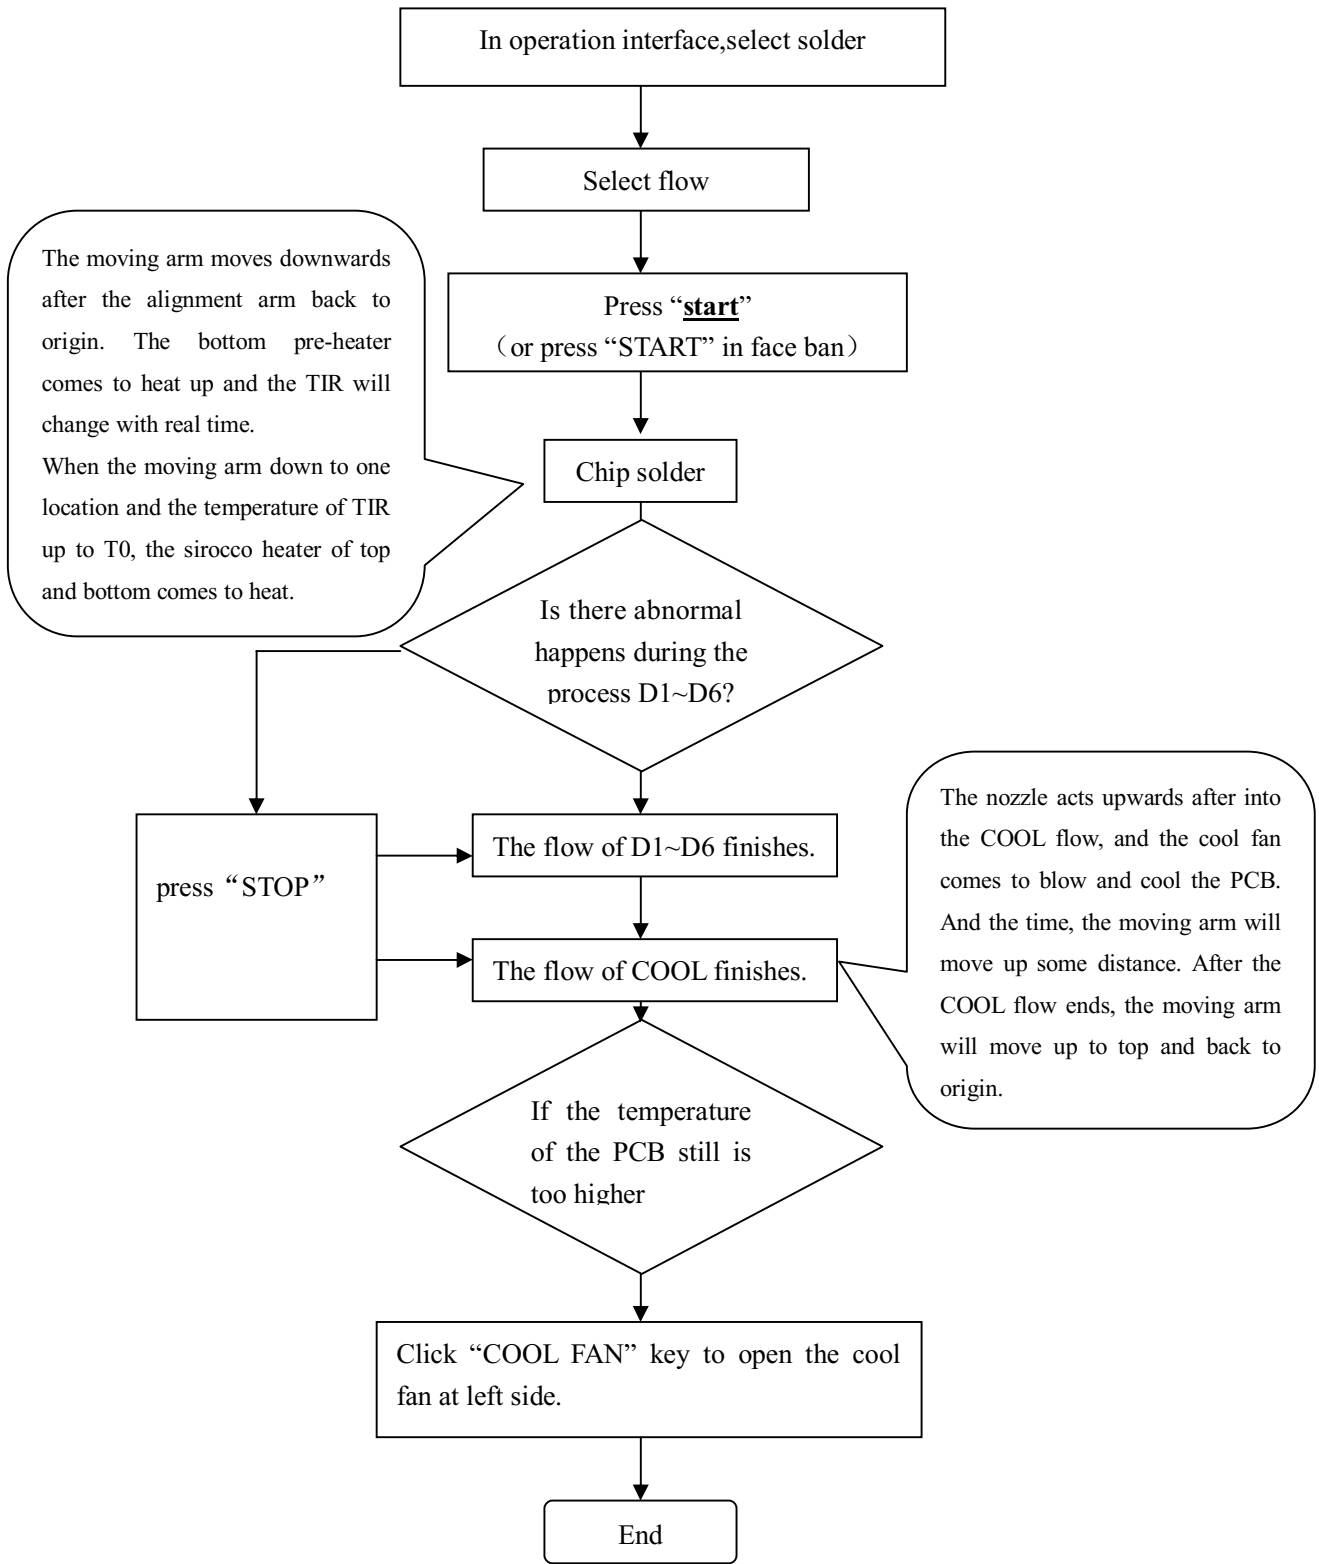 In operation interface,select solder
Select flow
The moving arm moves downwards
after the alignment arm back to
origin. The bottom pre-heater
comes to heat up and the TIR will
change with real time.
When the moving arm down to one
location and the temperature of TIR
up to T0, the sirocco heater of top
and bottom comes to heat.
Press “start”
（or press “START” in face ban）
Chip solder
Is there abnormal
happens during the
process D1~D6?
press “STOP”
The flow of D1~D6 finishes.
The flow of COOL finishes.
The nozzle acts upwards after into
the COOL flow, and the cool fan
comes to blow and cool the PCB.
And the time, the moving arm will
move up some distance. After the
COOL flow ends, the moving arm
will move up to top and back to
origin.
If the temperature
of the PCB still is
too higher
Click “COOL FAN” key to open the cool
fan at left side.
End